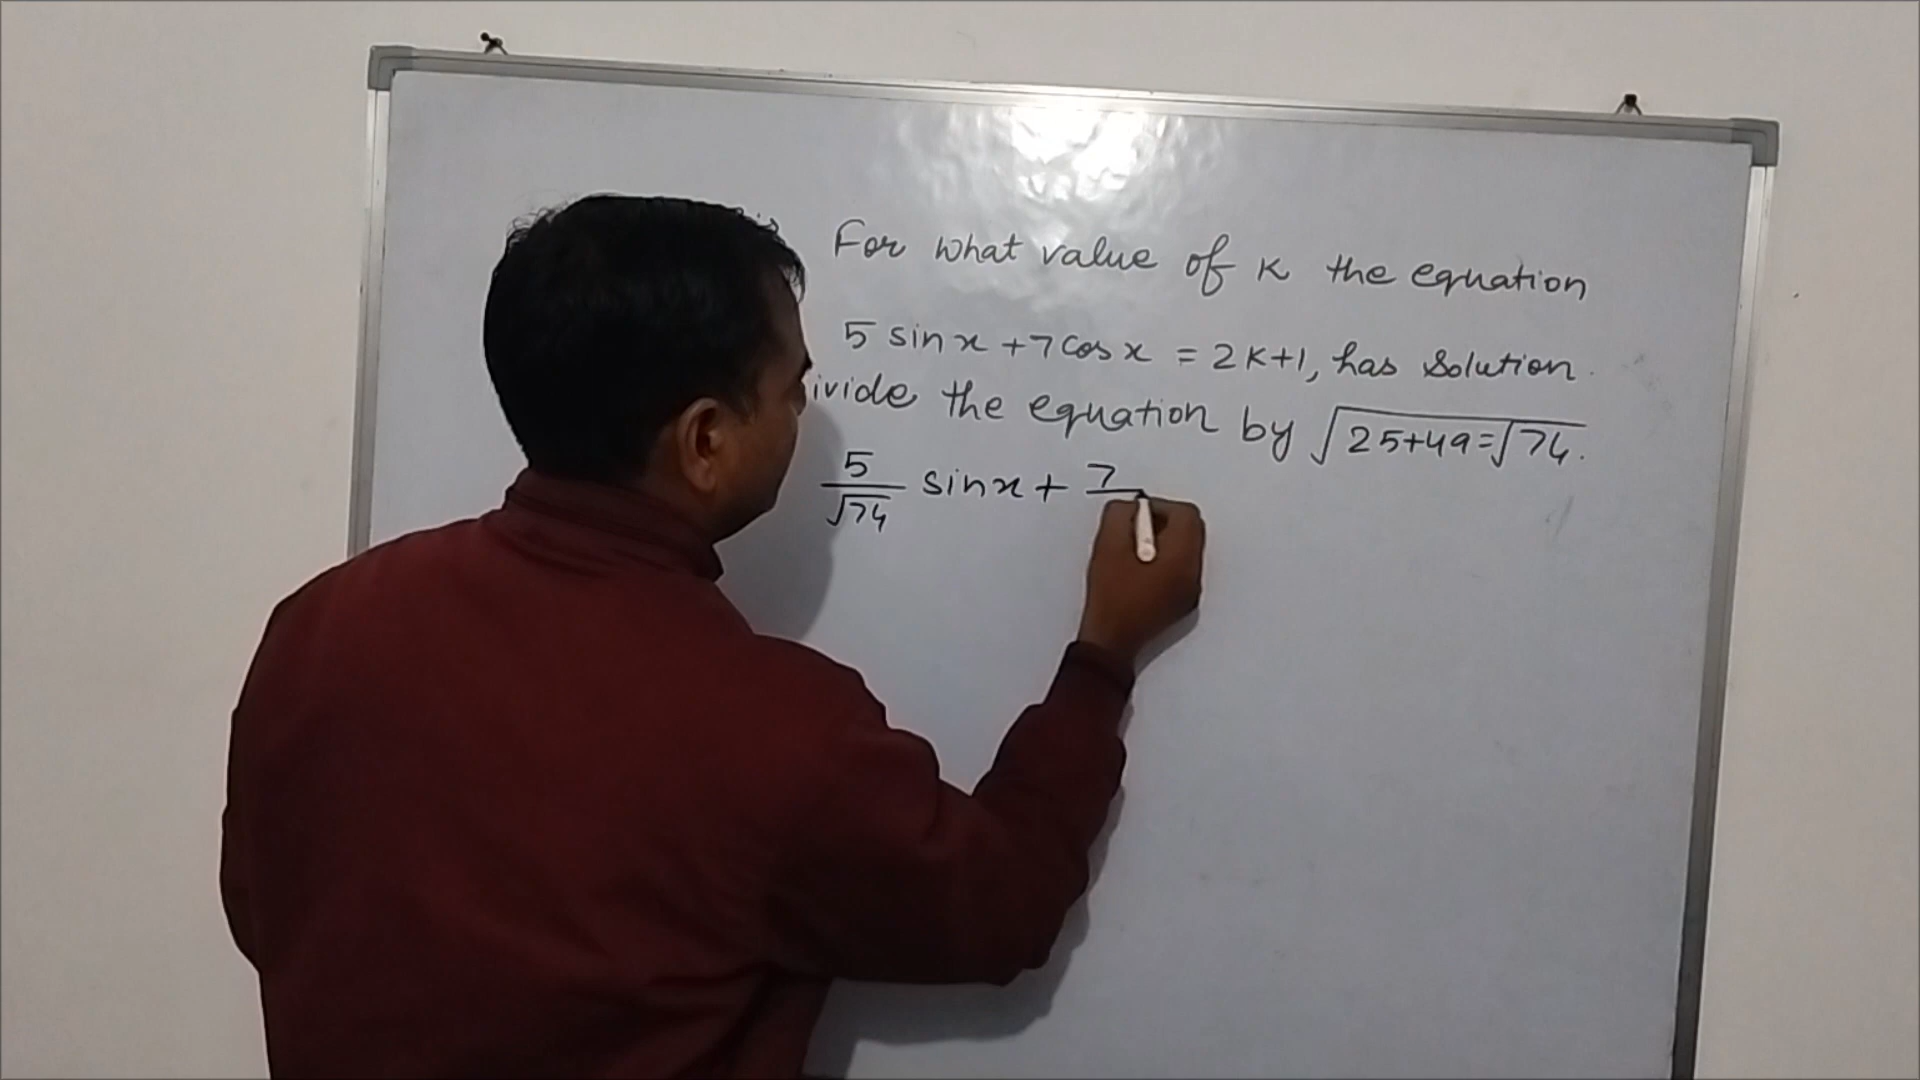 For what value of K the equation
5 sin x + 7 cos x = 2K+1, has solution.
ivide the equation by √25+49=√74.
5/√74 sinx + 7